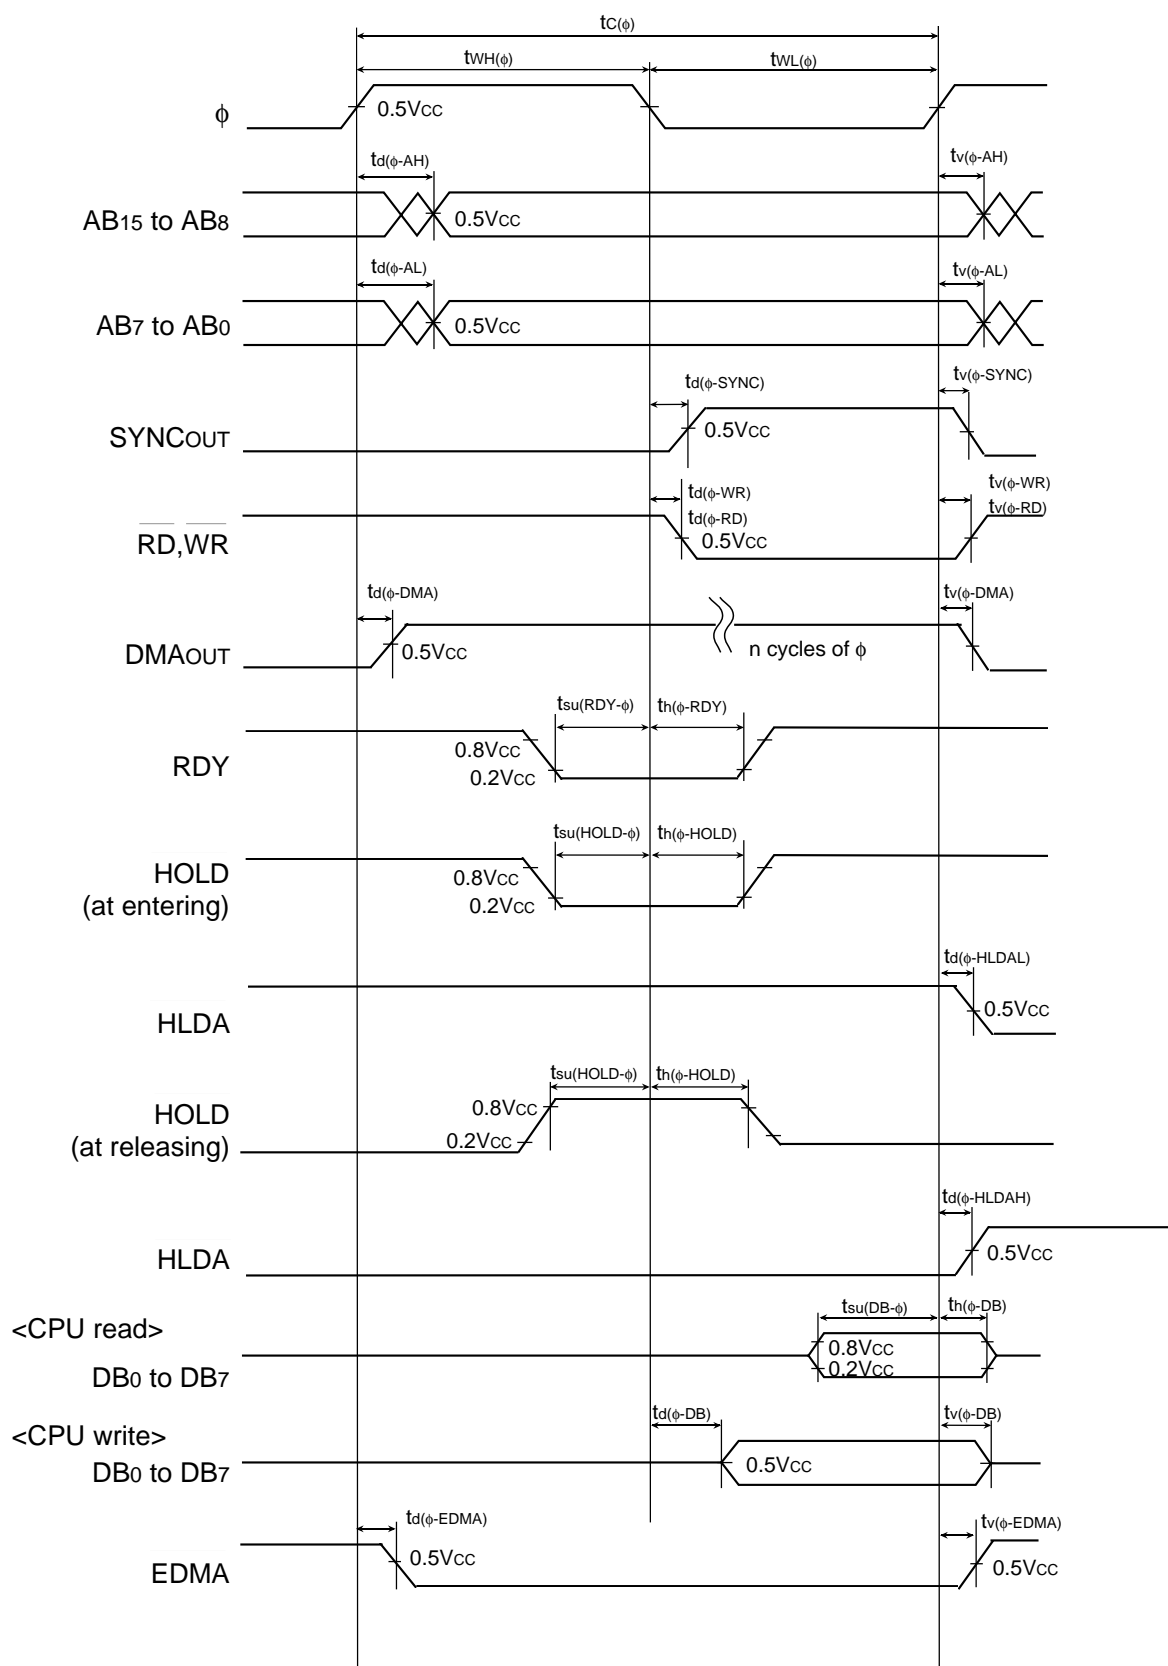 tC(ϕ)
tWH(ϕ) tWL(ϕ)
ϕ 0.5VCC
td(ϕ-AH) tv(ϕ-AH)
AB15 to AB8 0.5VCC
td(ϕ-AL) tv(ϕ-AL)
AB7 to AB0 0.5VCC
td(ϕ-SYNC) tv(ϕ-SYNC)
SYNCOUT 0.5VCC
td(ϕ-WR) tv(ϕ-WR)
td(ϕ-RD) tv(ϕ-RD)
RD,WR 0.5VCC
td(ϕ-DMA) tv(ϕ-DMA)
DMAOUT 0.5VCC n cycles of ϕ
tsu(RDY-ϕ) th(ϕ-RDY)
0.8VCC
RDY
0.2VCC
tsu(HOLD-ϕ) th(ϕ-HOLD)
HOLD 0.8VCC
(at entering) 0.2VCC
td(ϕ-HLDAL)
HLDA 0.5VCC
tsu(HOLD-ϕ) th(ϕ-HOLD)
HOLD 0.8VCC
(at releasing) 0.2VCC
td(ϕ-HLDAH)
HLDA 0.5VCC
tsu(DB-ϕ) th(ϕ-DB)
<CPU read>
0.8VCC
0.2VCC
DB0 to DB7
td(ϕ-DB) tv(ϕ-DB)
<CPU write>
DB0 to DB7 0.5VCC
td(ϕ-EDMA) tv(ϕ-EDMA)
EDMA 0.5VCC 0.5VCC